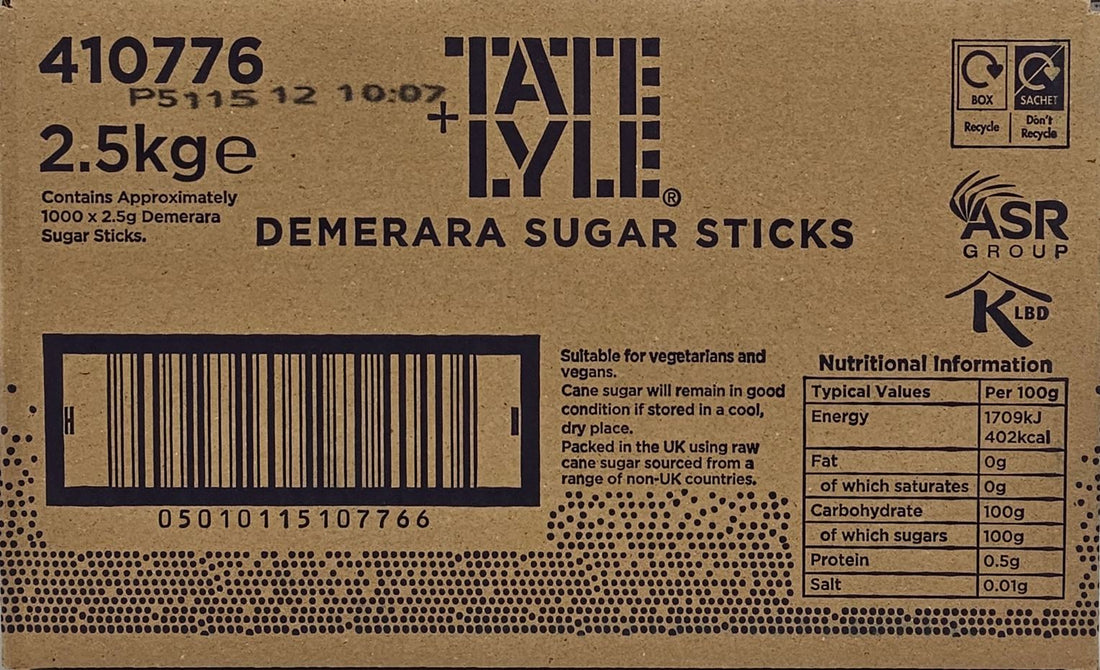 410776
P5115 12 10:07
2.5kg e
Contains Approximately
1000 x 2.5g Demerara
Sugar Sticks.
TATE
+ LYLE®
DEMERARA SUGAR STICKS
BOX SACHET
Recycle Don't
Recycle
ASR
GROUP
K LBD
H H
05010115107766
Suitable for vegetarians and
vegans.
Cane sugar will remain in good
condition if stored in a cool,
dry place.
Packed in the UK using raw
cane sugar sourced from a
range of non-UK countries.
Nutritional Information
Typical Values Per 100g
Energy 1709kJ
402kcal
Fat 0g
of which saturates 0g
Carbohydrate 100g
of which sugars 100g
Protein 0.5g
Salt 0.01g